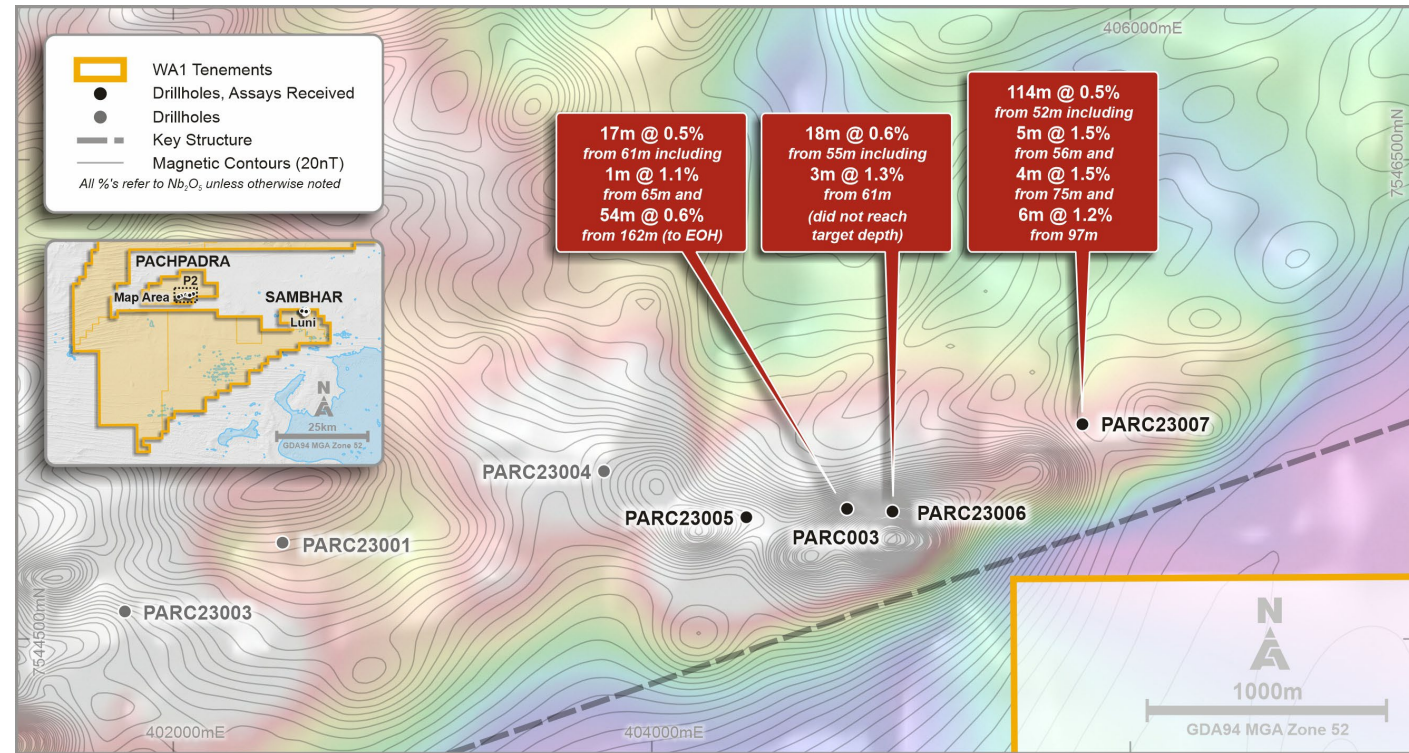 406000mE
WA1 Tenements
Drillholes, Assays Received
Drillholes
Key Structure
Magnetic Contours (20nT)
All %'s refer to Nb₂O₅ unless otherwise noted
17m @ 0.5%
from 61m including
1m @ 1.1%
from 65m and
54m @ 0.6%
from 162m (to EOH)
18m @ 0.6%
from 55m including
3m @ 1.3%
from 61m
(did not reach
target depth)
114m @ 0.5%
from 52m including
5m @ 1.5%
from 56m and
4m @ 1.5%
from 75m and
6m @ 1.2%
from 97m
7546500mN
PACHPADRA
P2
Map Area
SAMBHAR
Luni
N
25km
GDA94 MGA Zone 52
PARC23007
PARC23004
PARC23005
PARC003
PARC23006
PARC23001
PARC23003
7544500mN
402000mE
404000mE
N
1000m
GDA94 MGA Zone 52